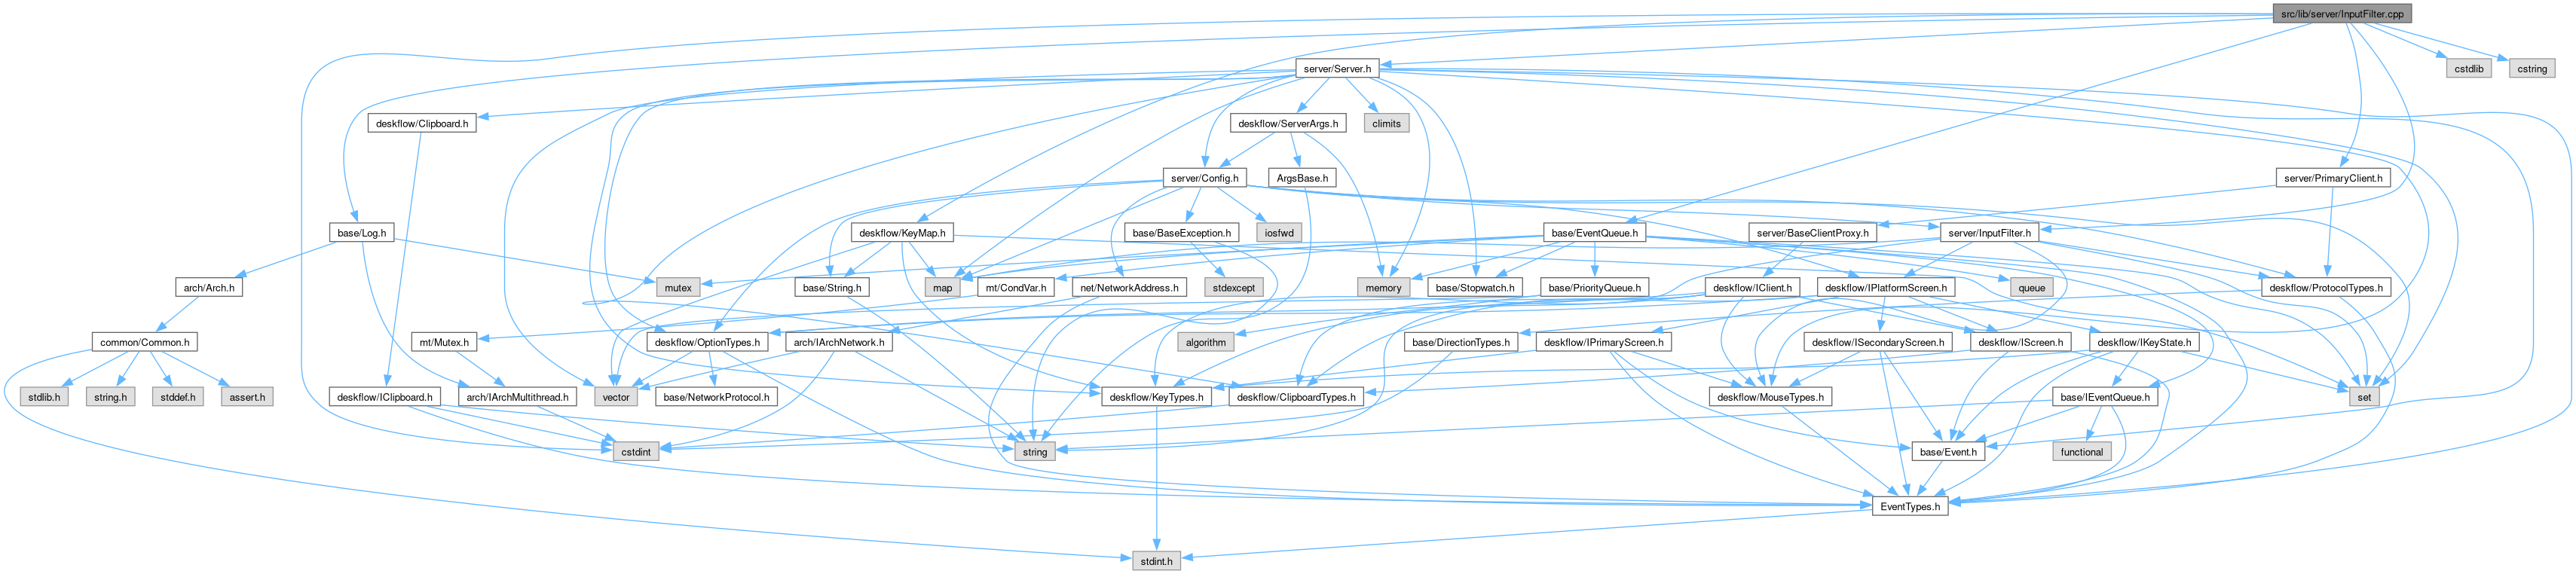 src/lib/server/InputFilter.cpp
server/Server.h
cstdlib
cstring
deskflow/Clipboard.h
deskflow/ServerArgs.h
climits
server/Config.h
ArgsBase.h
server/PrimaryClient.h
base/Log.h
deskflow/KeyMap.h
base/BaseException.h
iosfwd
base/EventQueue.h
server/BaseClientProxy.h
server/InputFilter.h
arch/Arch.h
mutex
base/String.h
map
mt/CondVar.h
net/NetworkAddress.h
stdexcept
memory
base/Stopwatch.h
base/PriorityQueue.h
deskflow/IClient.h
deskflow/IPlatformScreen.h
queue
deskflow/ProtocolTypes.h
common/Common.h
mt/Mutex.h
deskflow/OptionTypes.h
arch/IArchNetwork.h
algorithm
base/DirectionTypes.h
deskflow/IPrimaryScreen.h
deskflow/ISecondaryScreen.h
deskflow/IScreen.h
deskflow/IKeyState.h
stdlib.h
string.h
stddef.h
assert.h
deskflow/IClipboard.h
arch/IArchMultithread.h
vector
base/NetworkProtocol.h
deskflow/KeyTypes.h
deskflow/ClipboardTypes.h
deskflow/MouseTypes.h
base/IEventQueue.h
set
cstdint
string
base/Event.h
functional
EventTypes.h
stdint.h